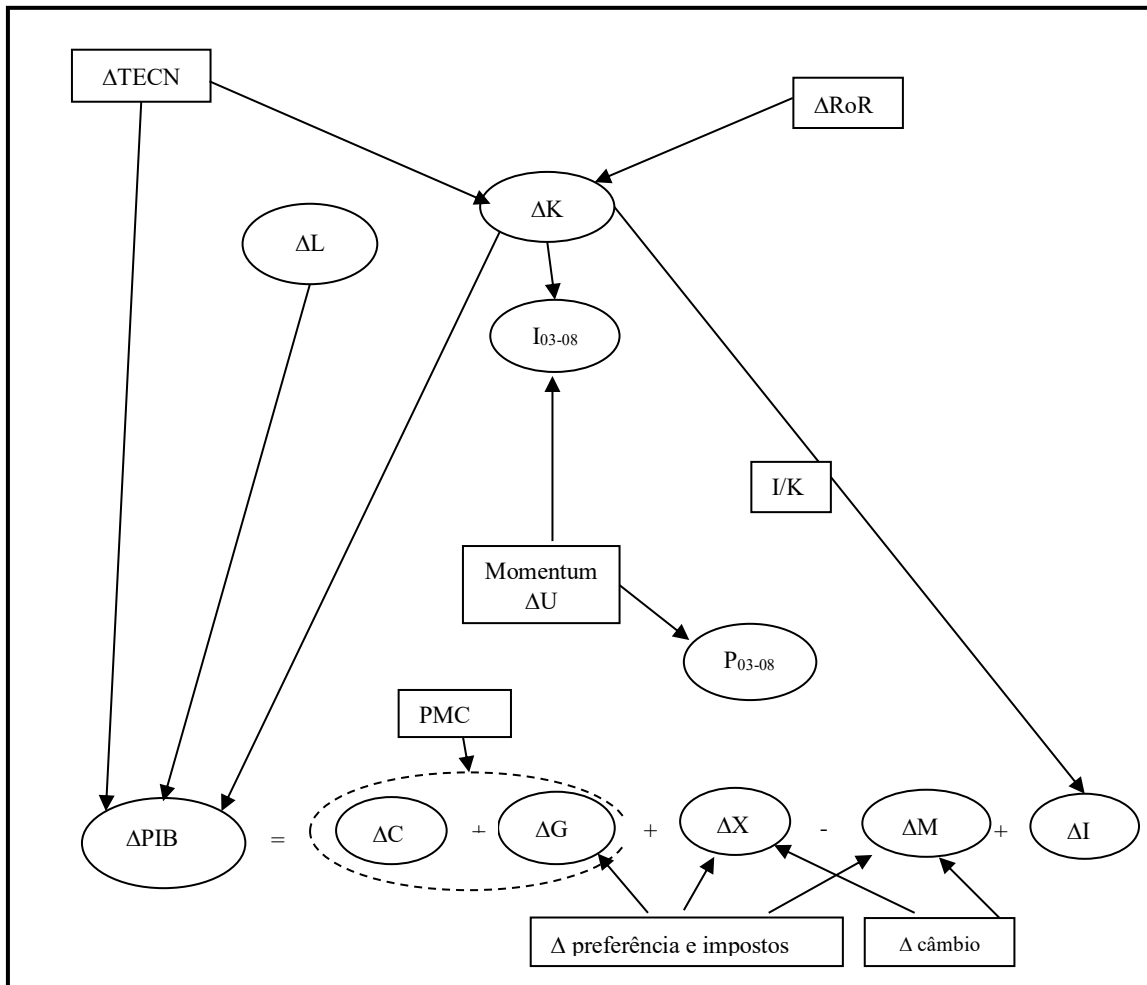 ΔTECN
ΔRoR
ΔK
ΔL
I03-08
I/K
Momentum
ΔU
P03-08
PMC
ΔPIB = ΔC + ΔG + ΔX - ΔM + ΔI
Δ preferência e impostos
Δ câmbio